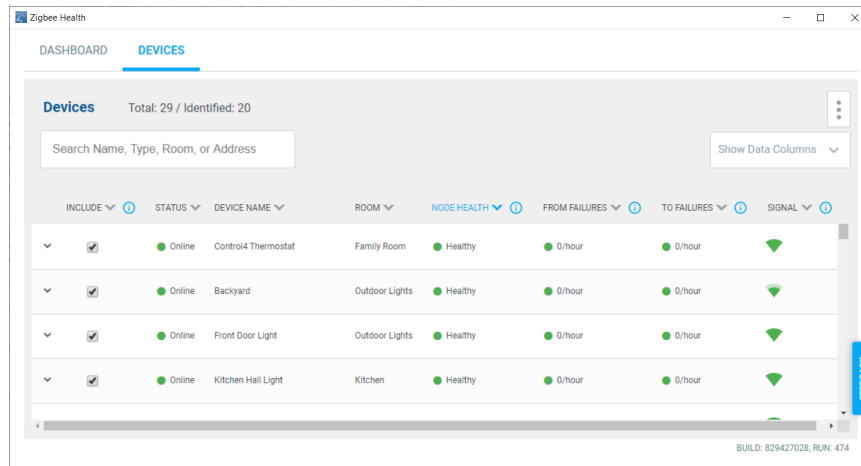 Zigbee Health
DASHBOARD DEVICES
Devices Total: 29 / Identified: 20
Search Name, Type, Room, or Address Show Data Columns
INCLUDE STATUS DEVICE NAME ROOM NODE HEALTH FROM FAILURES TO FAILURES SIGNAL
Online Control4 Thermostat Family Room Healthy 0/hour 0/hour
Online Backyard Outdoor Lights Healthy 0/hour 0/hour
Online Front Door Light Outdoor Lights Healthy 0/hour 0/hour
Online Kitchen Hall Light Kitchen Healthy 0/hour 0/hour
BUILD: 829427028, RUN: 474